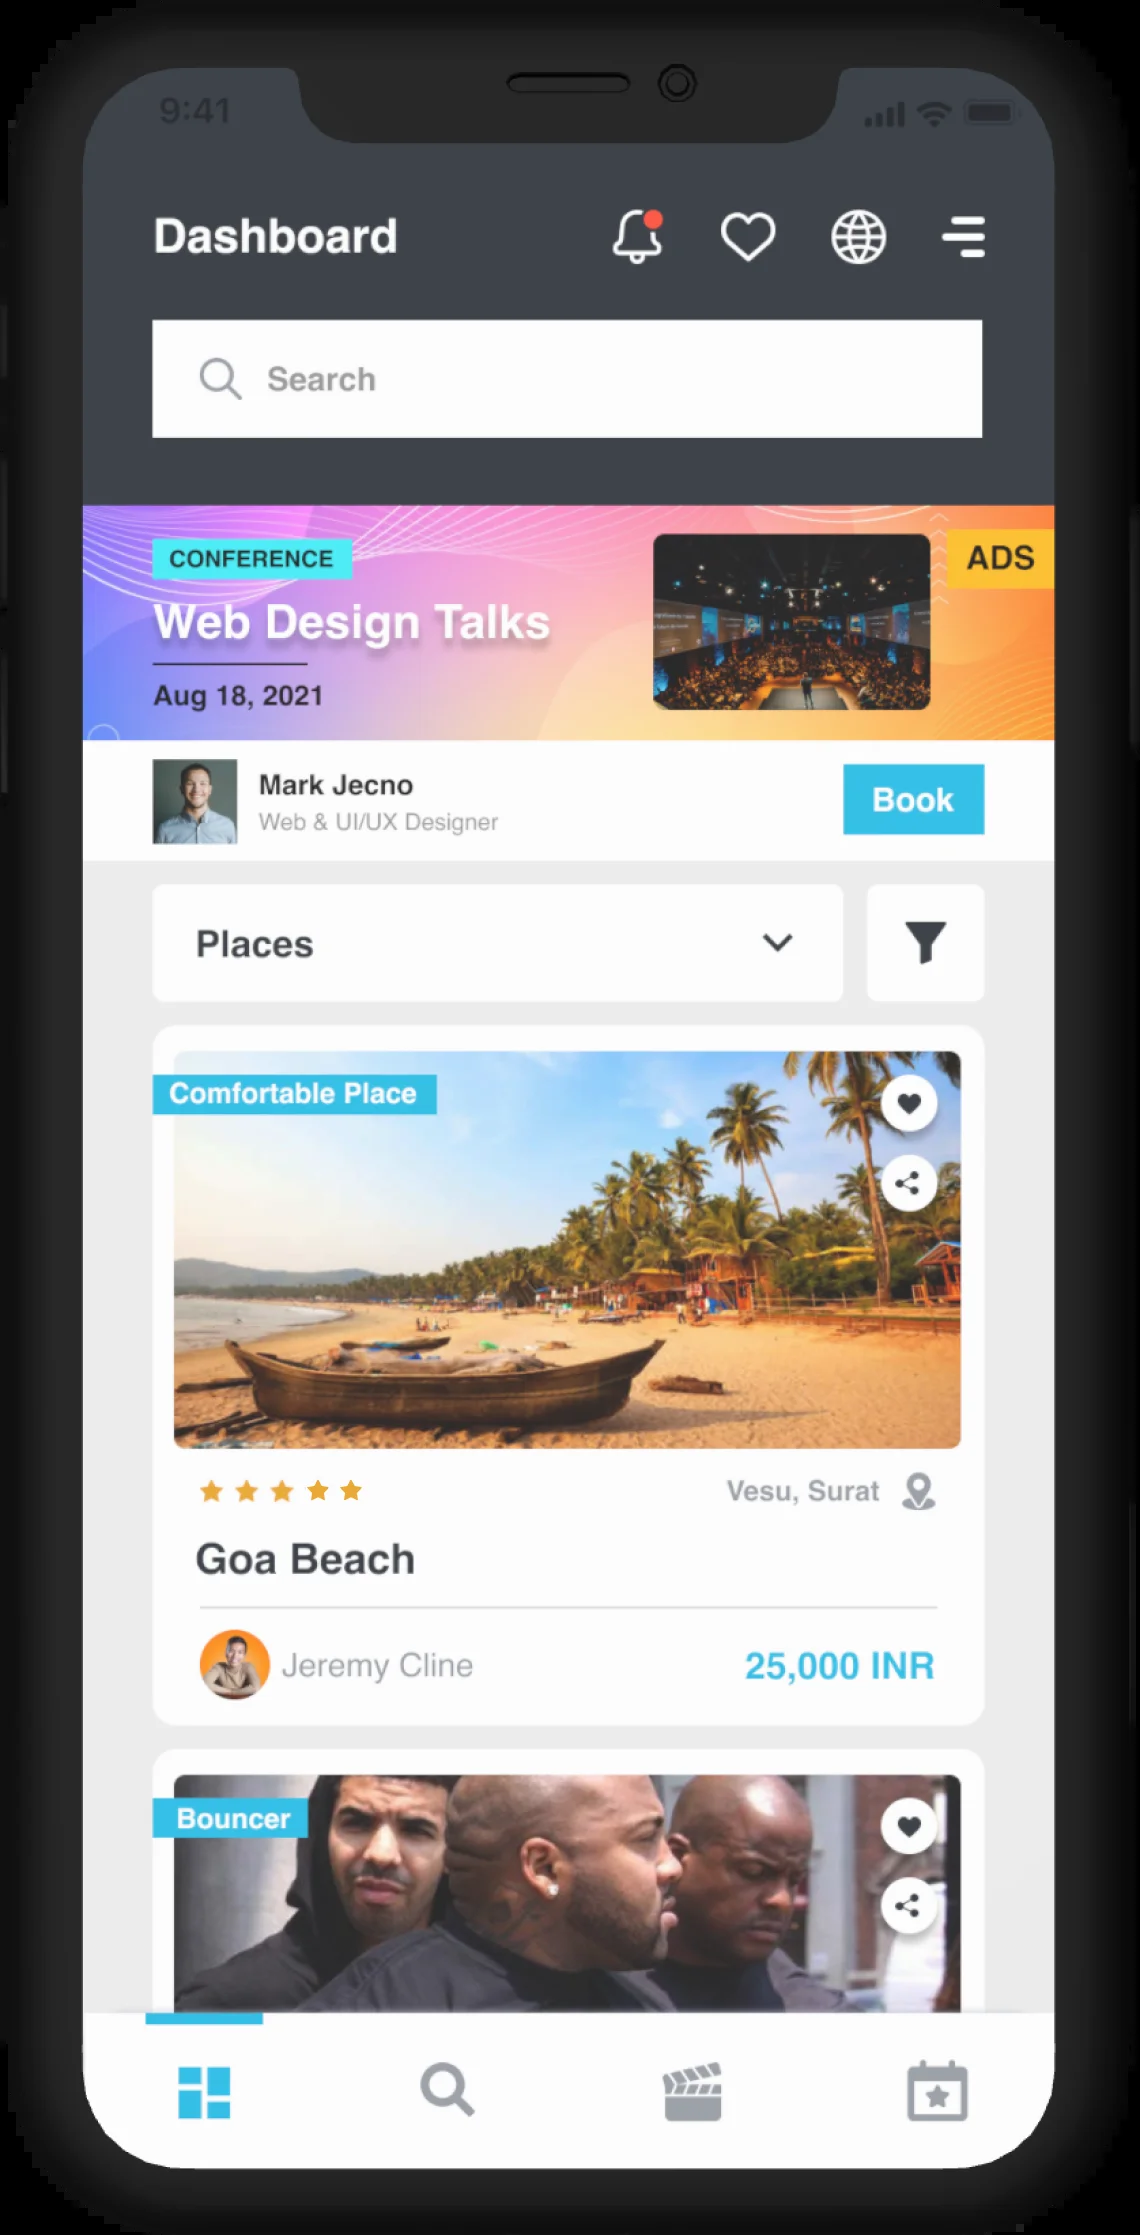 9:41
Dashboard
Search
CONFERENCE
ADS
Web Design Talks
Aug 18, 2021
Mark Jecno
Web & UI/UX Designer
Book
Places
Comfortable Place
Vesu, Surat
Goa Beach
Jeremy Cline
25,000 INR
Bouncer